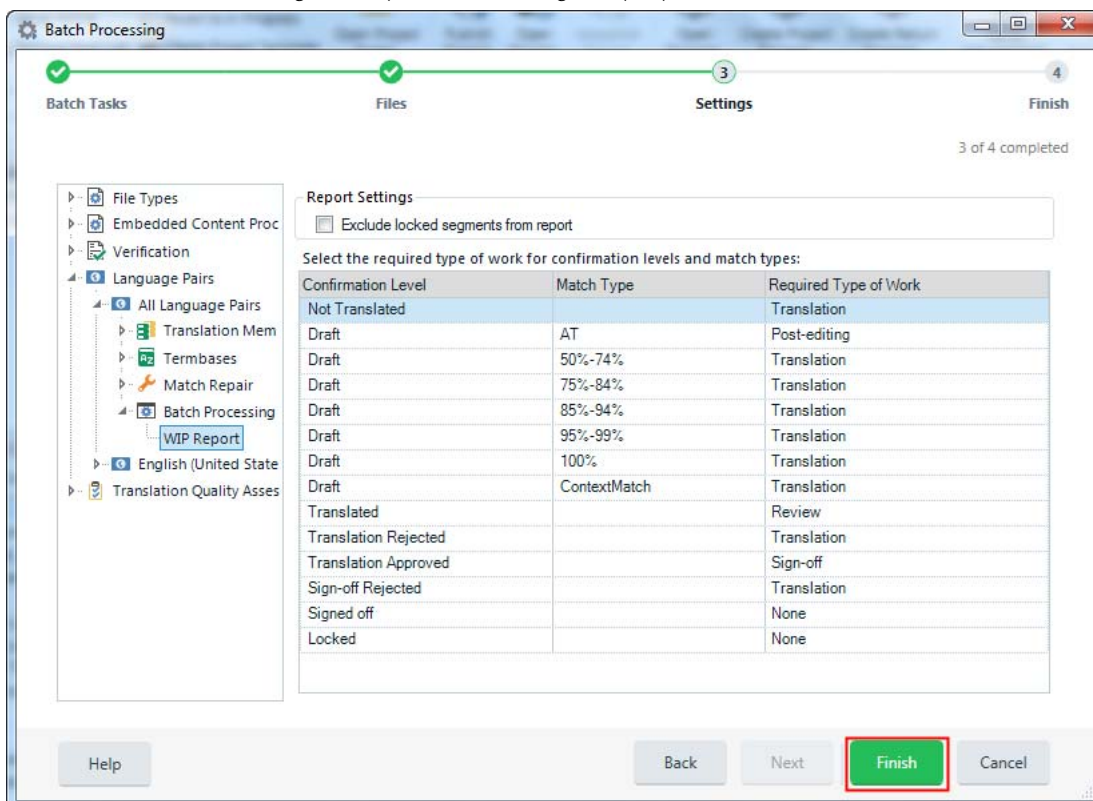 Batch Processing
3
4
Batch Tasks
Files
Settings
Finish
3 of 4 completed
File Types
Embedded Content Proc
Verification
Language Pairs
All Language Pairs
Translation Mem
Termbases
Match Repair
Batch Processing
WIP Report
English (United State
Translation Quality Asses
Report Settings
Exclude locked segments from report
Select the required type of work for confirmation levels and match types:
Confirmation Level Match Type Required Type of Work
Not Translated Translation
Draft AT Post-editing
Draft 50%-74% Translation
Draft 75%-84% Translation
Draft 85%-94% Translation
Draft 95%-99% Translation
Draft 100% Translation
Draft ContextMatch Translation
Translated Review
Translation Rejected Translation
Translation Approved Sign-off
Sign-off Rejected Translation
Signed off None
Locked None
Help
Back
Next
Finish
Cancel